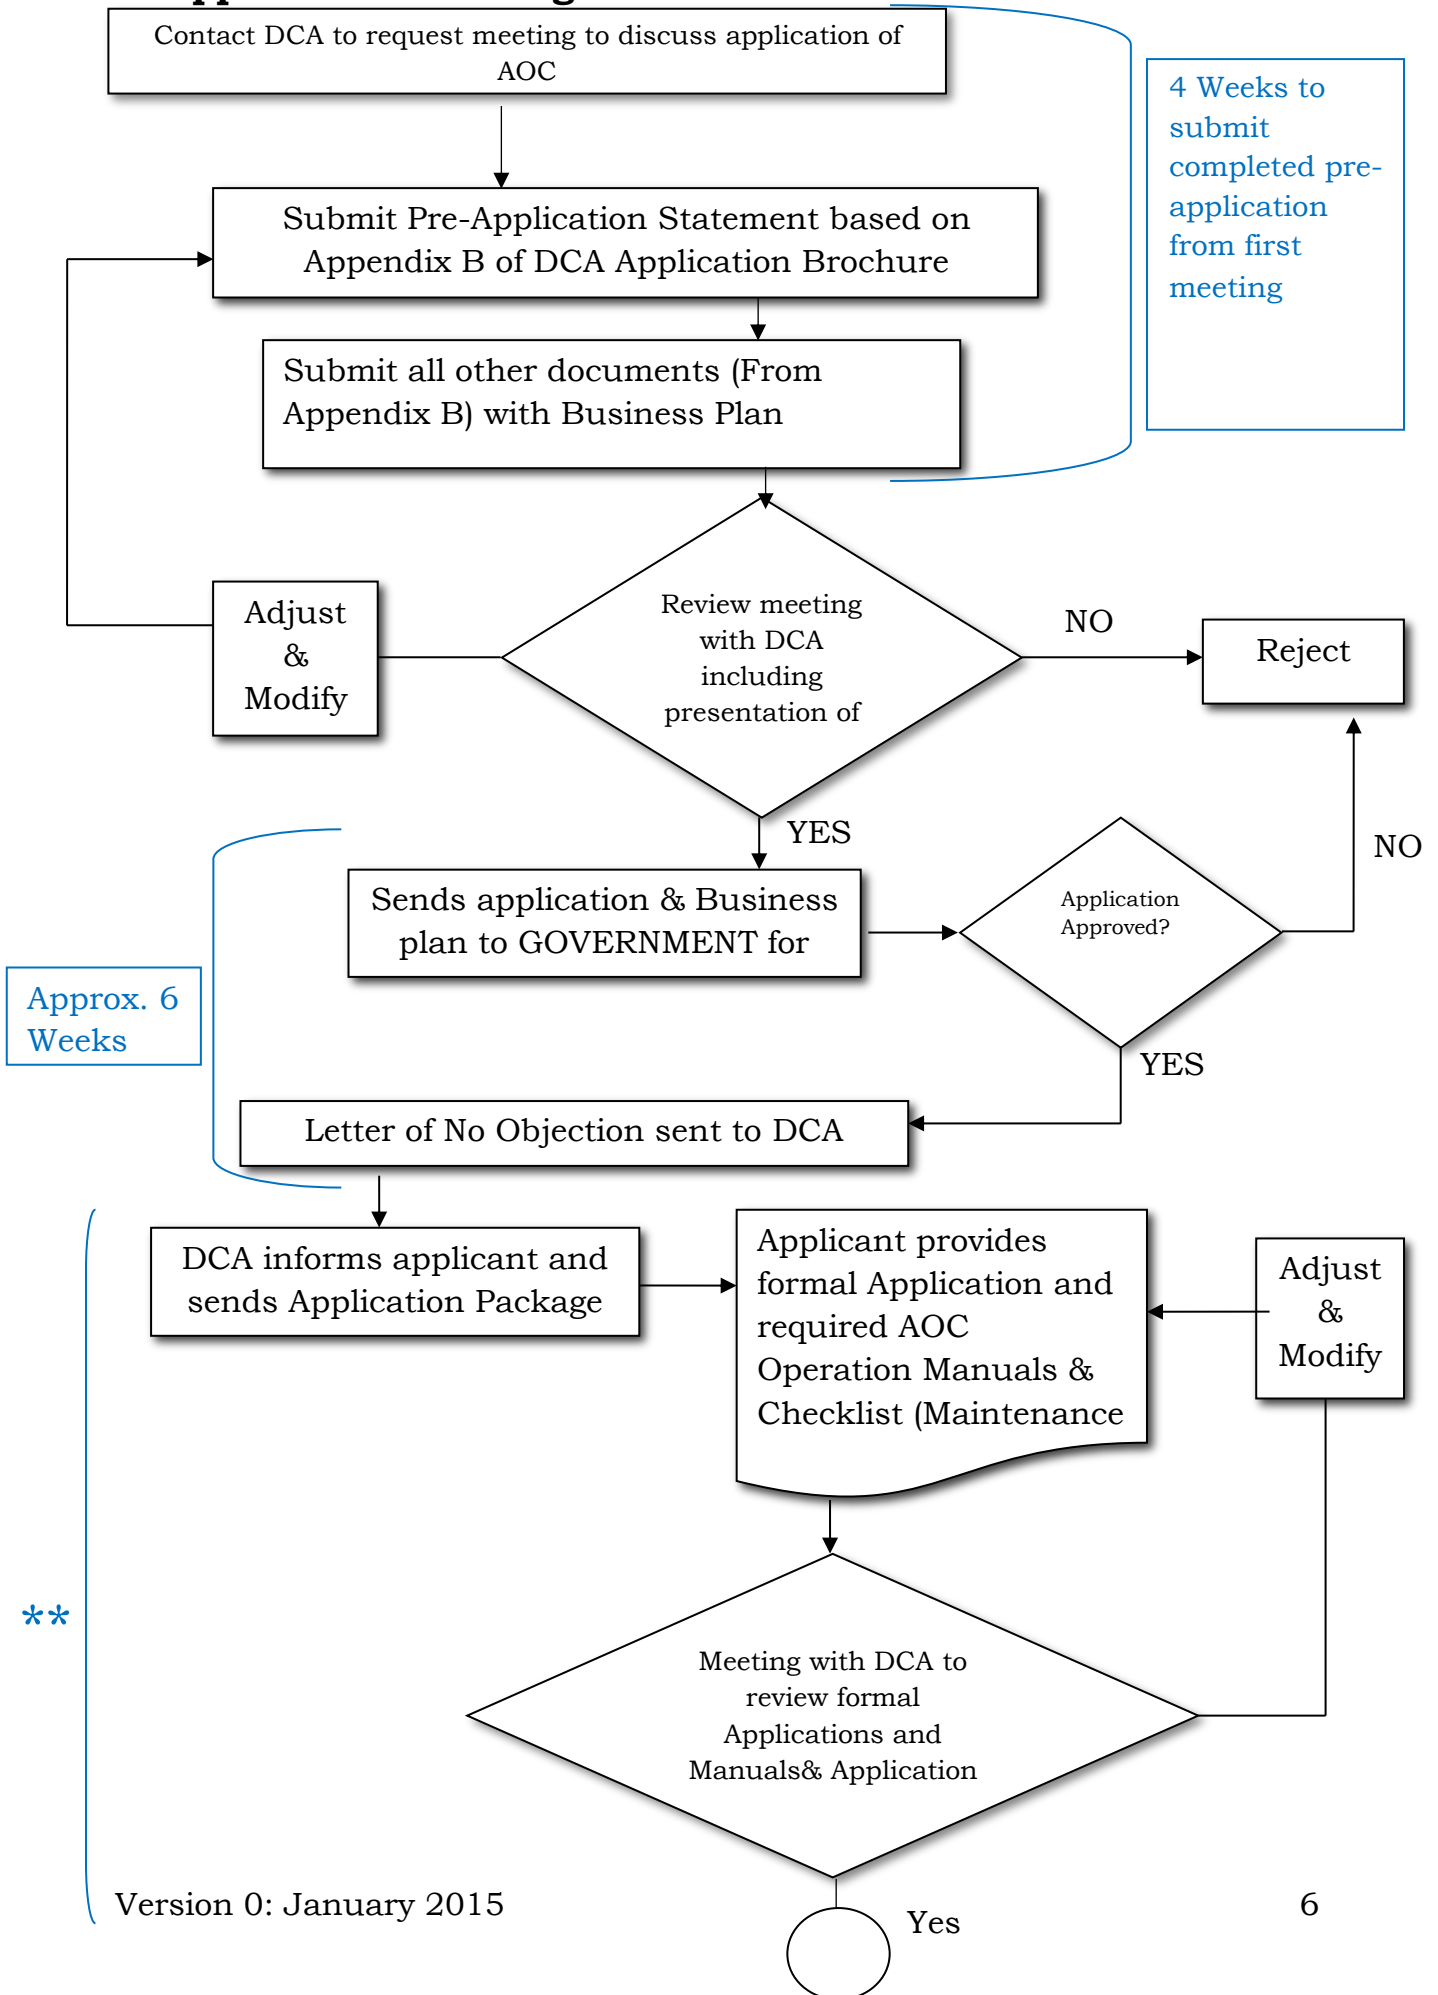 Contact DCA to request meeting to discuss application of
AOC
4 Weeks to
submit
completed pre-
application
from first
meeting
Submit Pre-Application Statement based on
Appendix B of DCA Application Brochure
Submit all other documents (From
Appendix B) with Business Plan
Adjust
&
Modify
Review meeting
with DCA
including
presentation of
NO
Reject
YES
Sends application & Business
plan to GOVERNMENT for
Application
Approved?
NO
Approx. 6
Weeks
YES
Letter of No Objection sent to DCA
DCA informs applicant and
sends Application Package
Applicant provides
formal Application and
required AOC
Operation Manuals &
Checklist (Maintenance
Adjust
&
Modify
**
Meeting with DCA to
review formal
Applications and
Manuals& Application
Yes
Version 0: January 2015
6